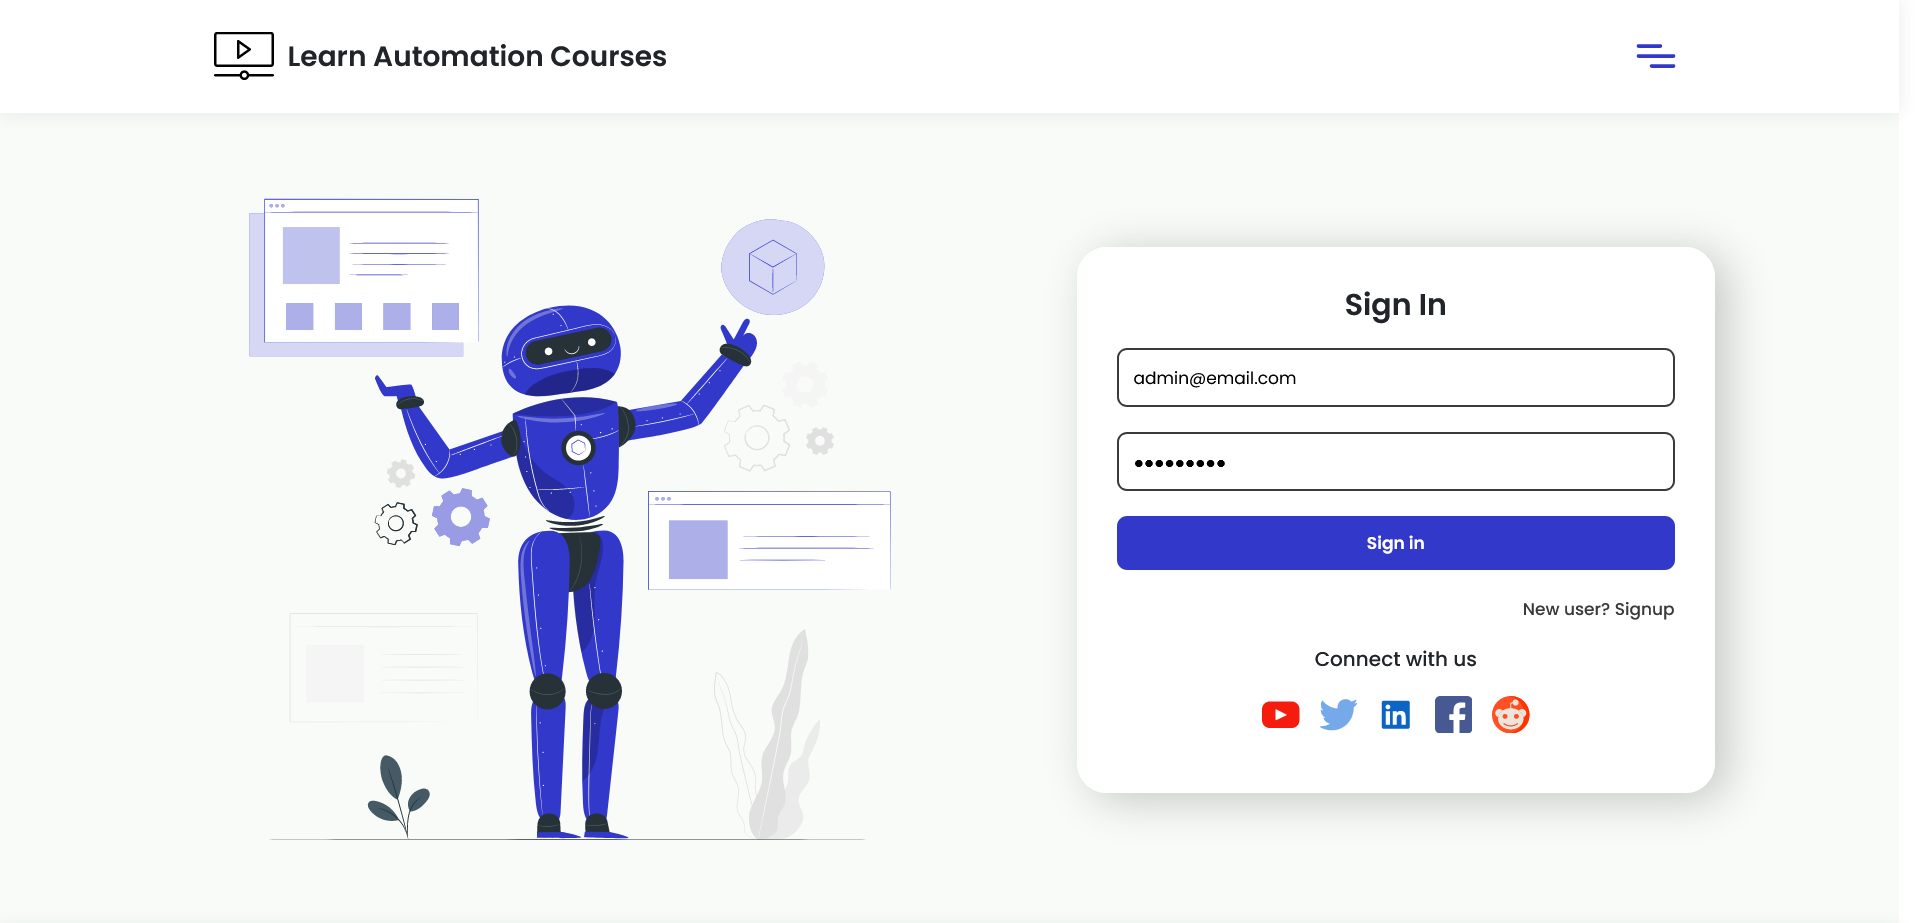 Learn Automation Courses
Sign In
admin@email.com
•••••••••
Sign in
New user? Signup
Connect with us
in